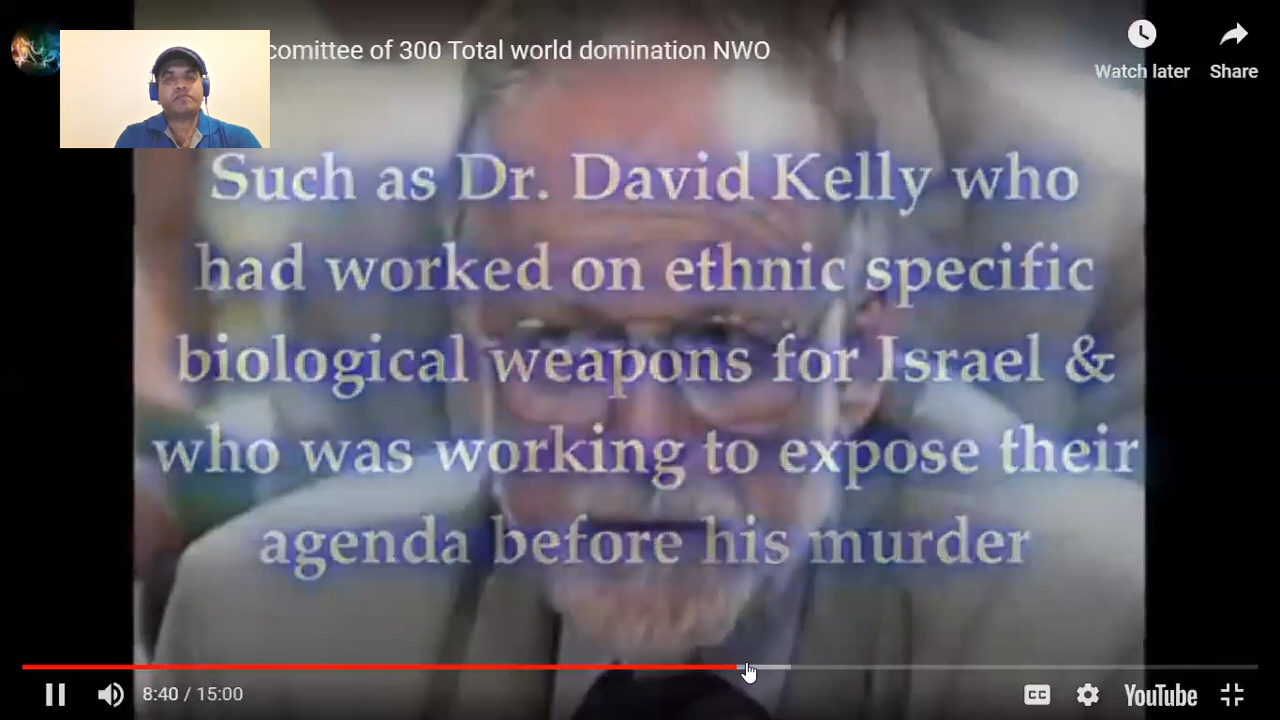 comittee of 300 Total world domination NWO
Watch later
Share
Such as Dr. David Kelly who
had worked on ethnic specific
biological weapons for Israel &
who was working to expose their
agenda before his murder
8:40 / 15:00
CC
YouTube